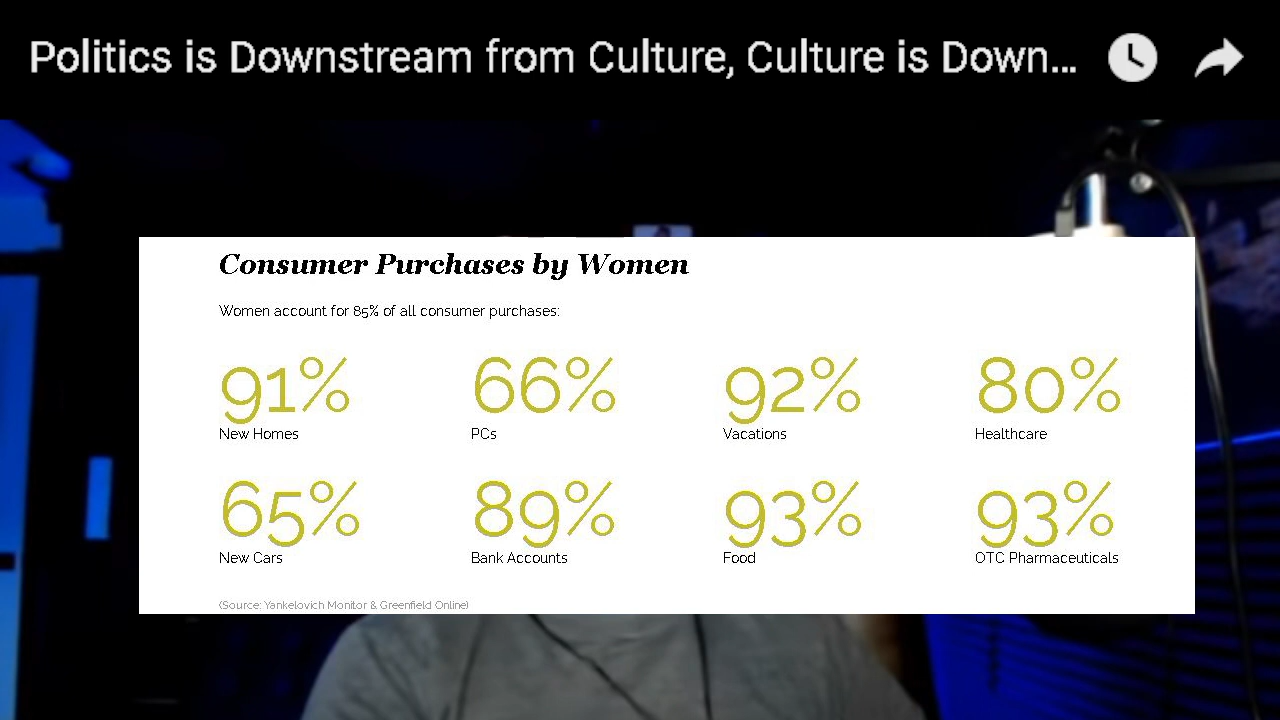 Politics is Downstream from Culture, Culture is Down...
Consumer Purchases by Women
Women account for 85% of all consumer purchases:
91% 66% 92% 80%
New Homes PCs Vacations Healthcare
65% 89% 93% 93%
New Cars Bank Accounts Food OTC Pharmaceuticals
(Source: Yankelovich Monitor & Greenfield Online)